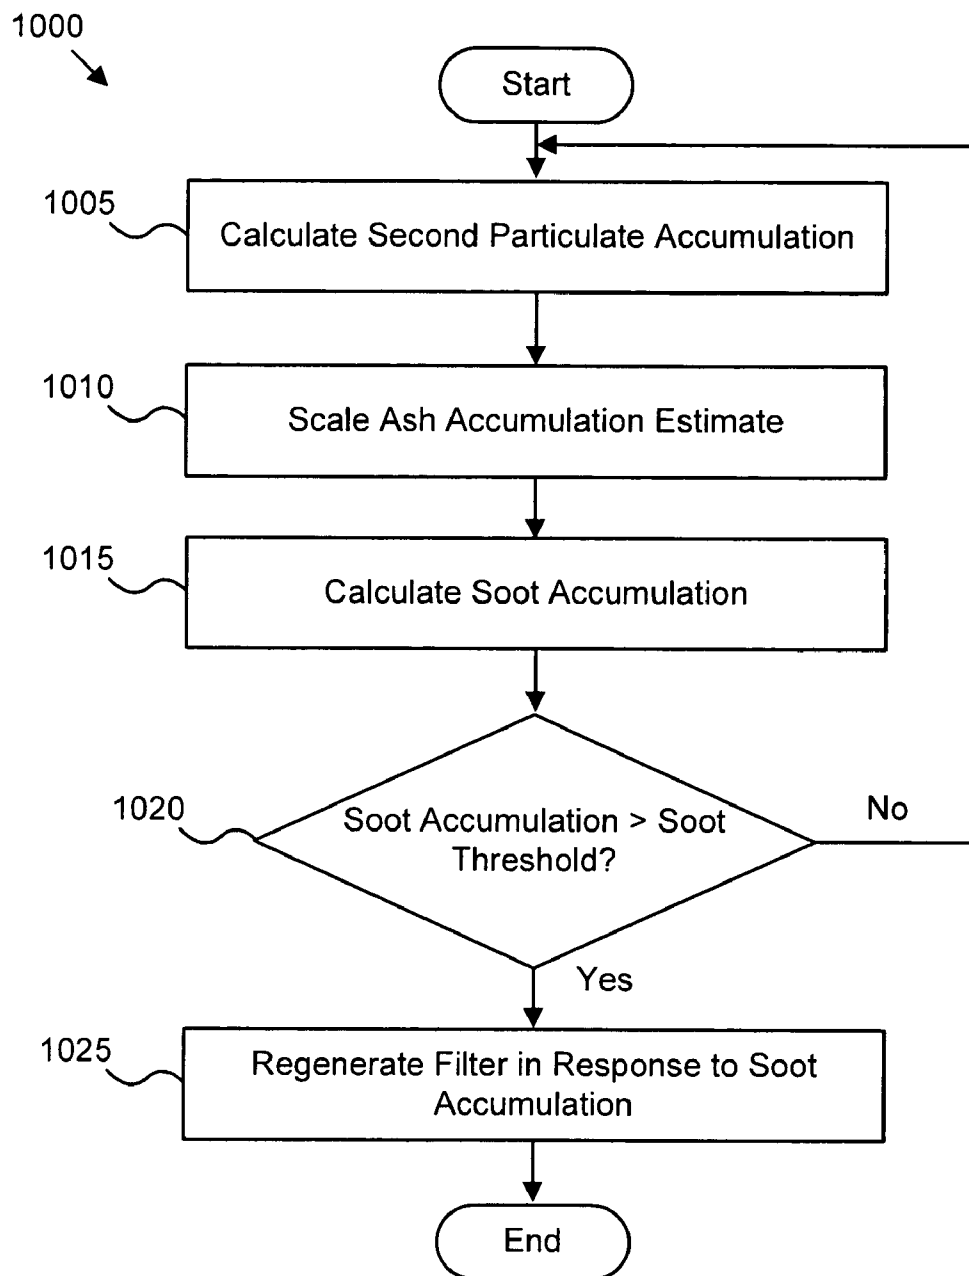 1000
Start
1005
Calculate Second Particulate Accumulation
1010
Scale Ash Accumulation Estimate
1015
Calculate Soot Accumulation
1020
Soot Accumulation > Soot
Threshold?
No
Yes
1025
Regenerate Filter in Response to Soot
Accumulation
End